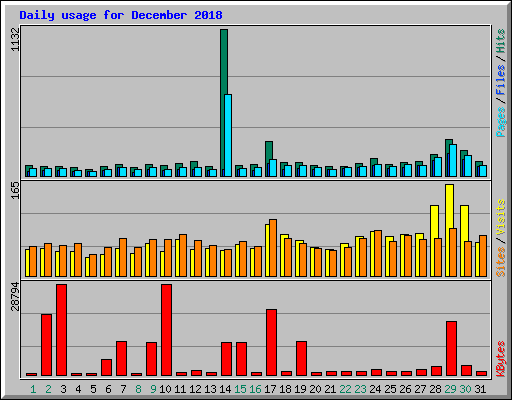 Daily usage for December 2018
1132
165
28794
Pages / Files / Hits
Sites / Visits
KBytes
1 2 3 4 5 6 7 8 9 10 11 12 13 14 15 16 17 18 19 20 21 22 23 24 25 26 27 28 29 30 31